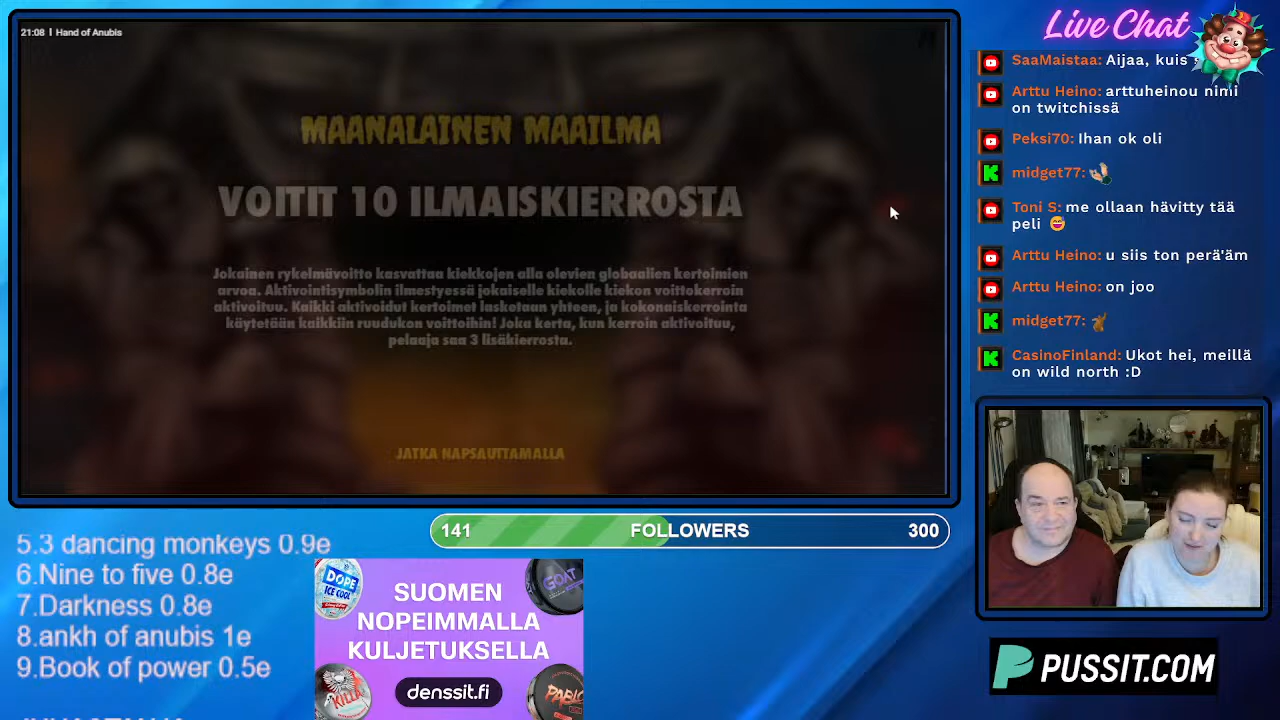 21:08 | Hand of Anubis
MAANALAINEN MAAILMA
VOITIT 10 ILMAISKIERROSTA
Jokainen rykelmävoitto kasvattaa kiekkojen alla olevien globaalien kertoimien
arvoa. Aktivointisymbolin ilmestyessä jokaiselle kiekolle kiekon voittokerroin
aktivoituu. Kaikki aktivoidut kertoimet lasketaan yhteen, ja kokonaiskerrointa
käytetään kaikkiin ruudukon voittoihin! Joka kerta, kun kerroin aktivoituu,
pelaaja saa 3 lisäkierrosta.
JATKA NAPSAUTTAMALLA
Live Chat
SaaMaistaa: Aijaa, kuis
Arttu Heino: arttuheinou nimi
on twitchissä
Peksi70: Ihan ok oli
midget77:
Toni S: me ollaan hävitty tää
peli
Arttu Heino: u siis ton perä'äm
Arttu Heino: on joo
midget77:
CasinoFinland: Ukot hei, meillä
on wild north :D
141 FOLLOWERS 300
5.3 dancing monkeys 0.9e
6.Nine to five 0.8e
7.Darkness 0.8e
8.ankh of anubis 1e
9.Book of power 0.5e
DOPE
ICE COOL
GOAT
SUOMEN
NOPEIMMALLA
KULJETUKSELLA
KILLA
denssit.fi
PABLO
PUSSIT.COM